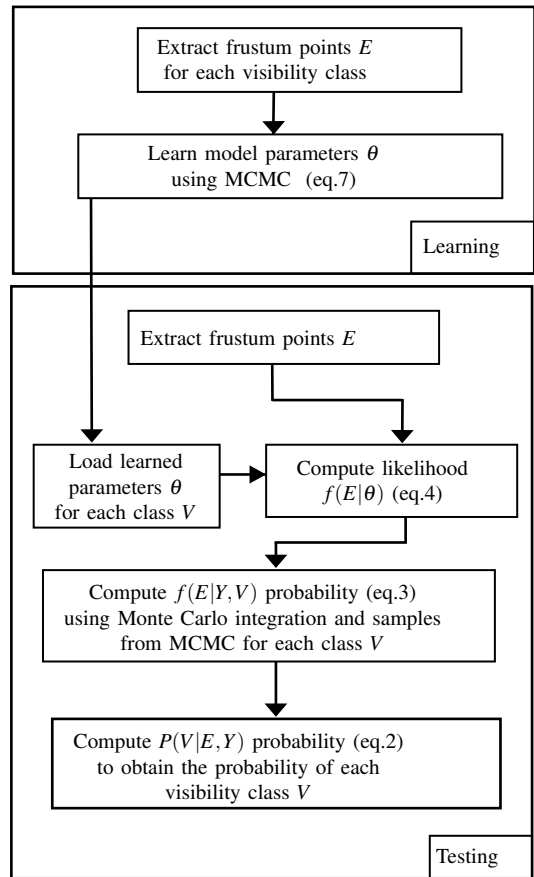 Extract frustum points E
for each visibility class
Learn model parameters θ
using MCMC (eq.7)
Learning
Extract frustum points E
Load learned
parameters θ
for each class V
Compute likelihood
f(E|θ) (eq.4)
Compute f(E|Y,V) probability (eq.3)
using Monte Carlo integration and samples
from MCMC for each class V
Compute P(V|E,Y) probability (eq.2)
to obtain the probability of each
visibility class V
Testing